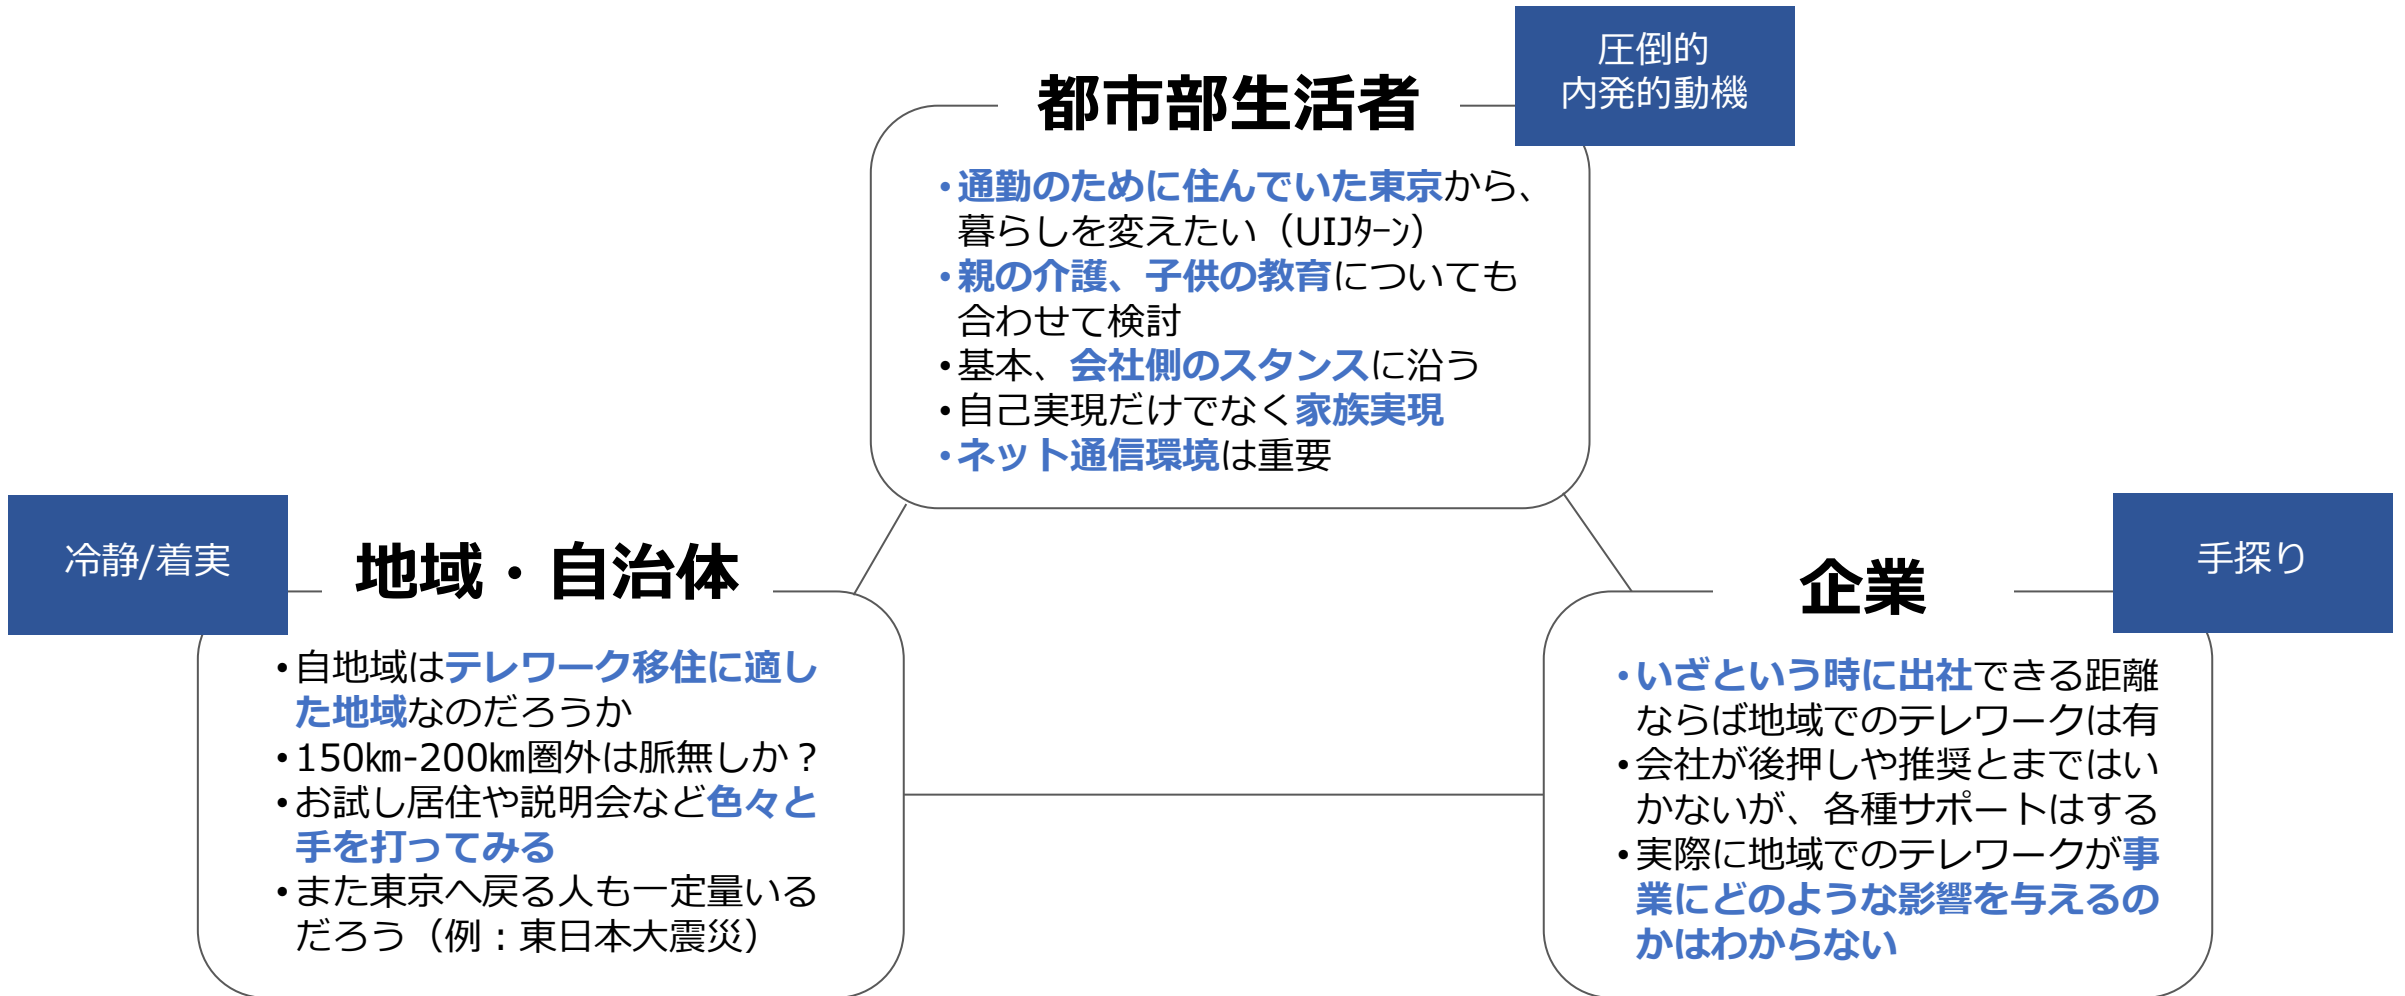 圧倒的
内発的動機
都市部生活者
•通勤のために住んでいた東京から、
暮らしを変えたい（UIJﾀｰﾝ）
•親の介護、子供の教育についても
合わせて検討
•基本、会社側のスタンスに沿う
•自己実現だけでなく家族実現
•ネット通信環境は重要
冷静/着実
地域・自治体
•自地域はテレワーク移住に適し
た地域なのだろうか
•150㎞-200㎞圏外は脈無しか？
•お試し居住や説明会など色々と
手を打ってみる
•また東京へ戻る人も一定量いる
だろう（例：東日本大震災）
手探り
企業
•いざという時に出社できる距離
ならば地域でのテレワークは有
•会社が後押しや推奨とまではい
かないが、各種サポートはする
•実際に地域でのテレワークが事
業にどのような影響を与えるの
かはわからない